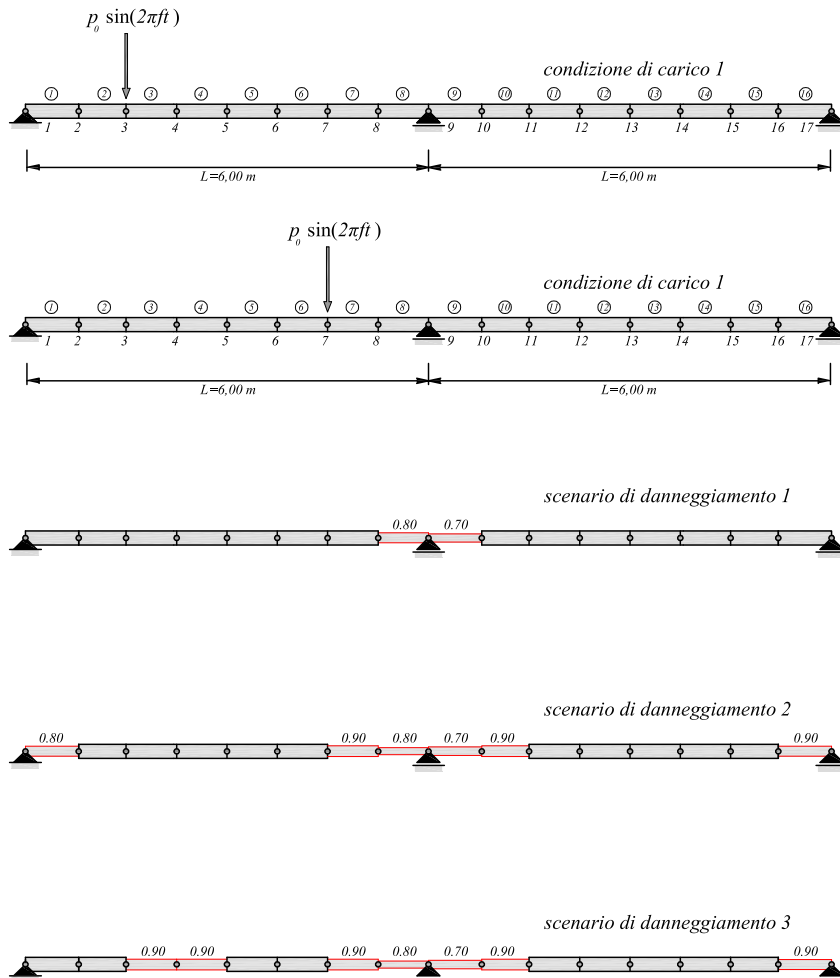 p₀ sin(2πft)
condizione di carico 1
1 2 3 4 5 6 7 8 9 10 11 12 13 14 15 16
1 2 3 4 5 6 7 8 9 10 11 12 13 14 15 16 17
L=6,00 m L=6,00 m
p₀ sin(2πft)
condizione di carico 1
1 2 3 4 5 6 7 8 9 10 11 12 13 14 15 16
1 2 3 4 5 6 7 8 9 10 11 12 13 14 15 16 17
L=6,00 m L=6,00 m
scenario di danneggiamento 1
0.80 0.70
scenario di danneggiamento 2
0.80 0.90 0.80 0.70 0.90 0.90
scenario di danneggiamento 3
0.90 0.90 0.90 0.80 0.70 0.90 0.90